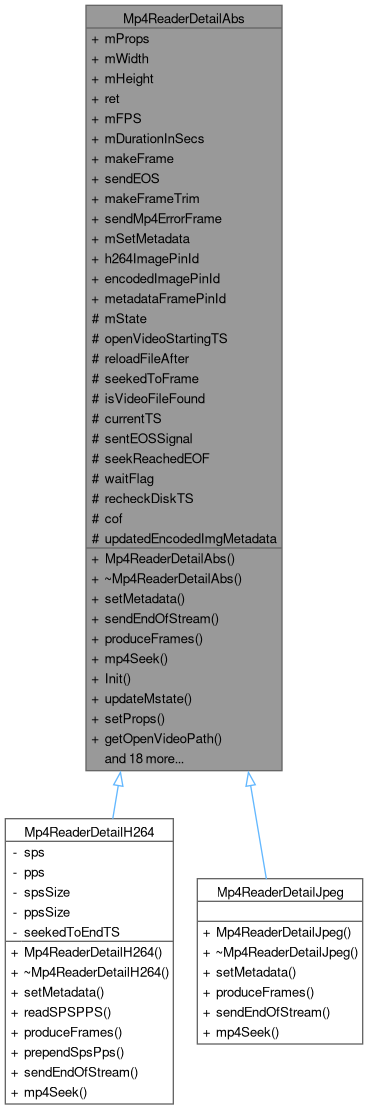 Mp4ReaderDetailAbs
+ mProps
+ mWidth
+ mHeight
+ ret
+ mFPS
+ mDurationInSecs
+ makeFrame
+ sendEOS
+ makeFrameTrim
+ sendMp4ErrorFrame
+ mSetMetadata
+ h264ImagePinId
+ encodedImagePinId
+ metadataFramePinId
# mState
# openVideoStartingTS
# reloadFileAfter
# seekedToFrame
# isVideoFileFound
# currentTS
# sentEOSSignal
# seekReachedEOF
# waitFlag
# recheckDiskTS
# cof
# updatedEncodedImgMetadata
+ Mp4ReaderDetailAbs()
+ ~Mp4ReaderDetailAbs()
+ setMetadata()
+ sendEndOfStream()
+ produceFrames()
+ mp4Seek()
+ Init()
+ updateMstate()
+ setProps()
+ getOpenVideoPath()
and 18 more...
Mp4ReaderDetailH264
- sps
- pps
- spsSize
- ppsSize
- seekedToEndTS
+ Mp4ReaderDetailH264()
+ ~Mp4ReaderDetailH264()
+ setMetadata()
+ readSPSPPS()
+ produceFrames()
+ prependSpsPps()
+ sendEndOfStream()
+ mp4Seek()
Mp4ReaderDetailJpeg
+ Mp4ReaderDetailJpeg()
+ ~Mp4ReaderDetailJpeg()
+ setMetadata()
+ produceFrames()
+ sendEndOfStream()
+ mp4Seek()